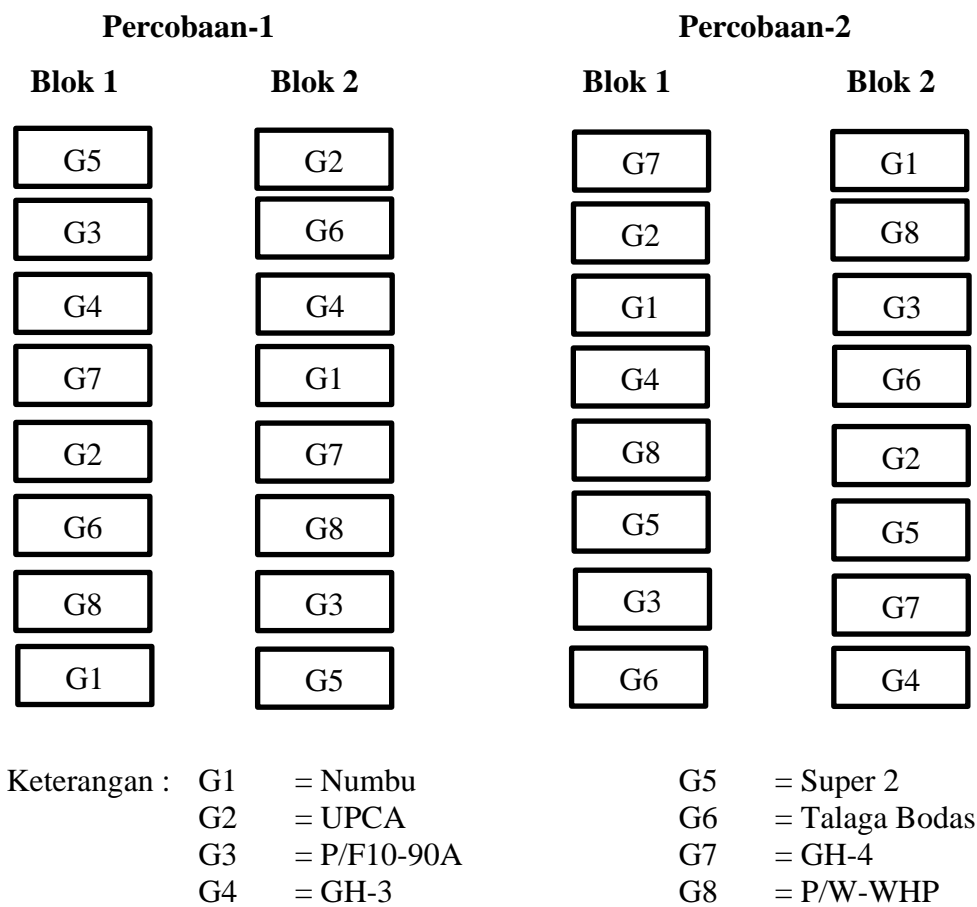 Percobaan-1 Percobaan-2
Blok 1 Blok 2 Blok 1 Blok 2
G5 G2 G7 G1
G3 G6 G2 G8
G4 G4 G1 G3
G7 G1 G4 G6
G2 G7 G8 G2
G6 G8 G5 G5
G8 G3 G3 G7
G1 G5 G6 G4
Keterangan : G1 = Numbu G5 = Super 2
G2 = UPCA G6 = Talaga Bodas
G3 = P/F10-90A G7 = GH-4
G4 = GH-3 G8 = P/W-WHP